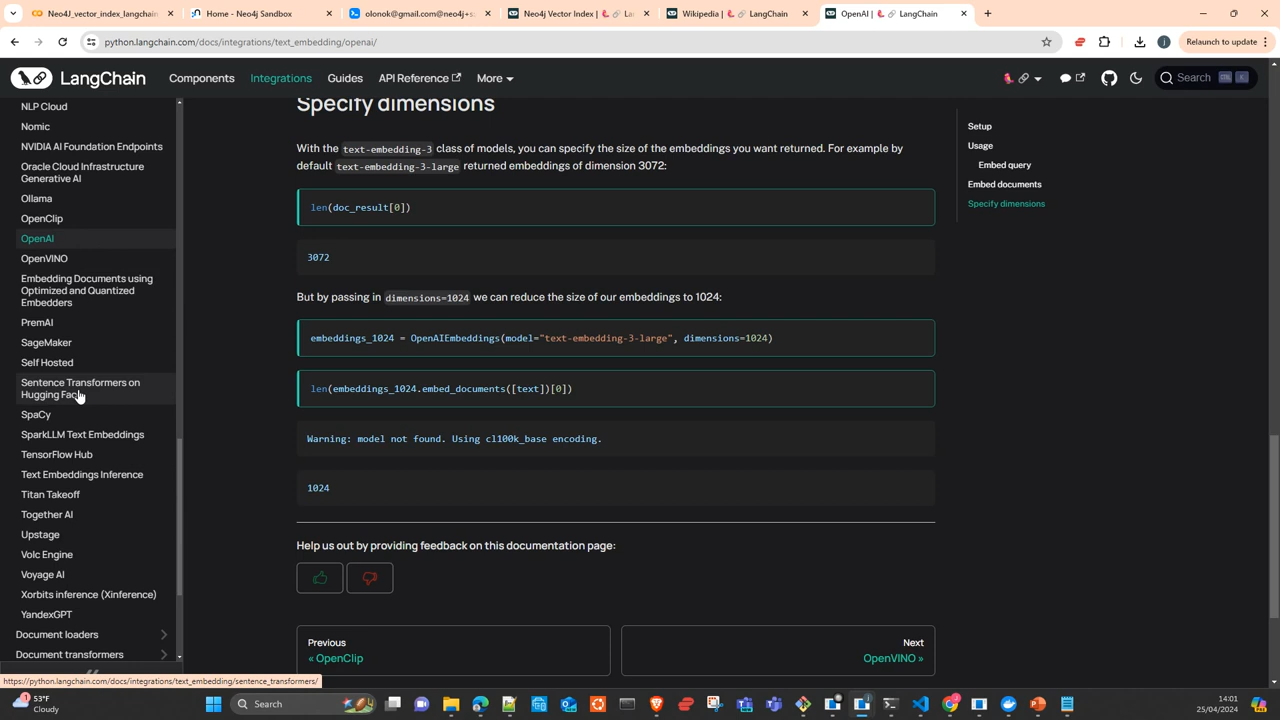 Neo4J_vector_index_langchain
Home - Neo4j Sandbox
olonok@gmail.com@neo4j+s
Neo4j Vector Index | LangC
Wikipedia | LangChain
OpenAI | LangChain
python.langchain.com/docs/integrations/text_embedding/openai/
Relaunch to update
LangChain
Components
Integrations
Guides
API Reference
More
Search
NLP Cloud
Nomic
NVIDIA AI Foundation Endpoints
Oracle Cloud Infrastructure
Generative AI
Ollama
OpenClip
OpenAI
OpenVINO
Embedding Documents using
Optimized and Quantized
Embedders
PremAI
SageMaker
Self Hosted
Sentence Transformers on
Hugging Face
SpaCy
SparkLLM Text Embeddings
TensorFlow Hub
Text Embeddings Inference
Titan Takeoff
Together AI
Upstage
Volc Engine
Voyage AI
Xorbits inference (Xinference)
YandexGPT
Document loaders
Document transformers
Specify dimensions
With the text-embedding-3 class of models, you can specify the size of the embeddings you want returned. For example by
default text-embedding-3-large returned embeddings of dimension 3072:
len(doc_result[0])
3072
But by passing in dimensions=1024 we can reduce the size of our embeddings to 1024:
embeddings_1024 = OpenAIEmbeddings(model="text-embedding-3-large", dimensions=1024)
len(embeddings_1024.embed_documents([text])[0])
Warning: model not found. Using cl100k_base encoding.
1024
Help us out by providing feedback on this documentation page:
Previous
« OpenClip
Next
OpenVINO »
Setup
Usage
Embed query
Embed documents
Specify dimensions
https://python.langchain.com/docs/integrations/text_embedding/sentence_transformers/
53°F
Cloudy
Search
14:01
25/04/2024